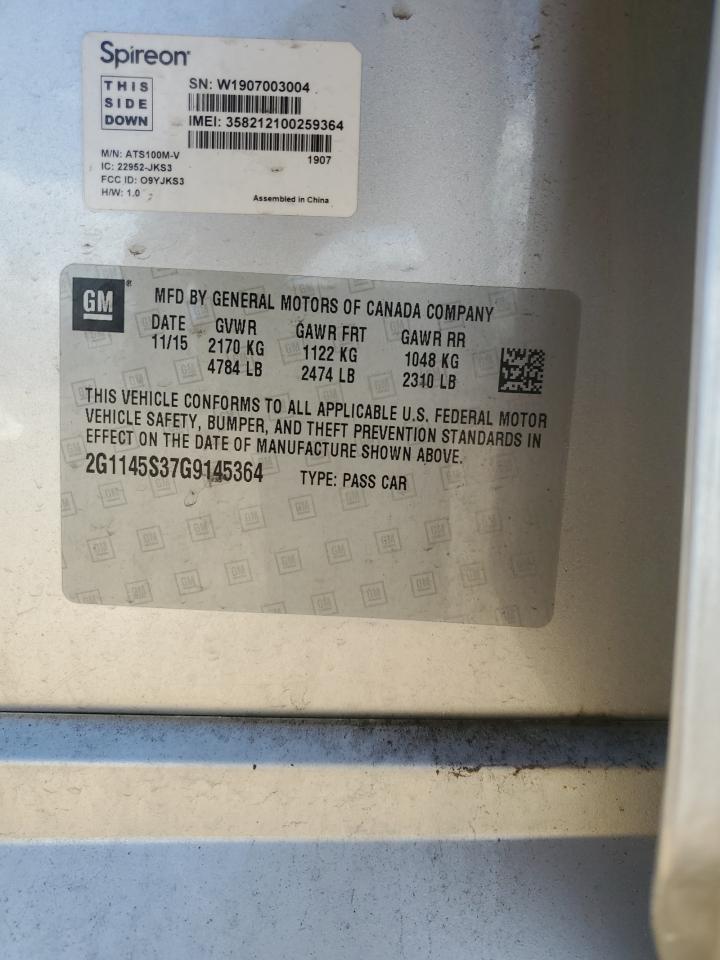 Spireon
THIS
SIDE
DOWN
SN: W1907003004
IMEI: 358212100259364
1907
M/N: ATS100M-V
IC: 22952-JKS3
FCC ID: O9YJKS3
H/W: 1.0
Assembled in China
GM®
MFD BY GENERAL MOTORS OF CANADA COMPANY
DATE GVWR GAWR FRT GAWR RR
11/15 2170 KG 1122 KG 1048 KG
4784 LB 2474 LB 2310 LB
THIS VEHICLE CONFORMS TO ALL APPLICABLE U.S. FEDERAL MOTOR
VEHICLE SAFETY, BUMPER, AND THEFT PREVENTION STANDARDS IN
EFFECT ON THE DATE OF MANUFACTURE SHOWN ABOVE.
2G1145S37G9145364 TYPE: PASS CAR